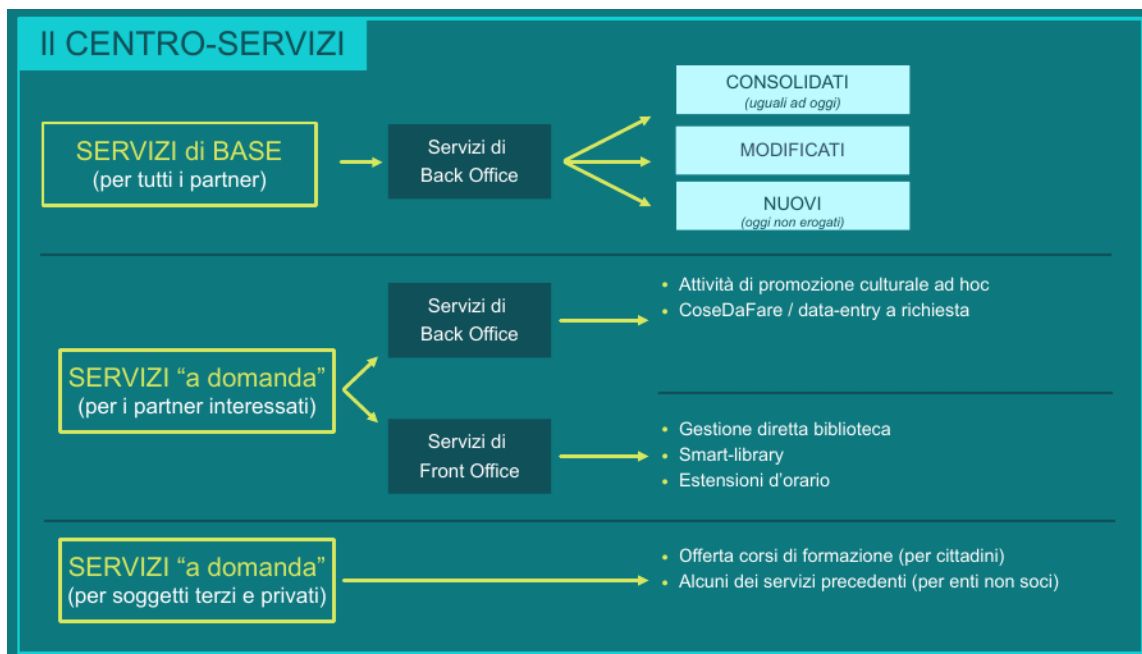 Il CENTRO-SERVIZI
SERVIZI di BASE
(per tutti i partner)
Servizi di
Back Office
CONSOLIDATI
(uguali ad oggi)
MODIFICATI
NUOVI
(oggi non erogati)
SERVIZI “a domanda”
(per i partner interessati)
Servizi di
Back Office
• Attività di promozione culturale ad hoc
• CoseDaFare / data-entry a richiesta
Servizi di
Front Office
• Gestione diretta biblioteca
• Smart-library
• Estensioni d’orario
SERVIZI “a domanda”
(per soggetti terzi e privati)
• Offerta corsi di formazione (per cittadini)
• Alcuni dei servizi precedenti (per enti non soci)